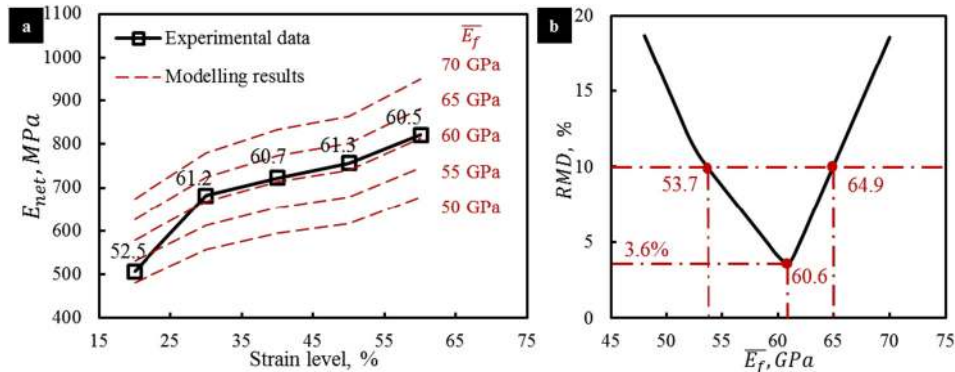 a
1100
1000
900
800
700
600
500
400
E_net, MPa
Experimental data
Modelling results
\overline{E_f}
70 GPa
65 GPa
60 GPa
55 GPa
50 GPa
52.5
61.2
60.7
61.3
60.5
15 25 35 45 55 65 75
Strain level, %
b
20
15
10
5
0
RMD, %
53.7
64.9
3.6%
60.6
45 50 55 60 65 70 75
\overline{E_f}, GPa